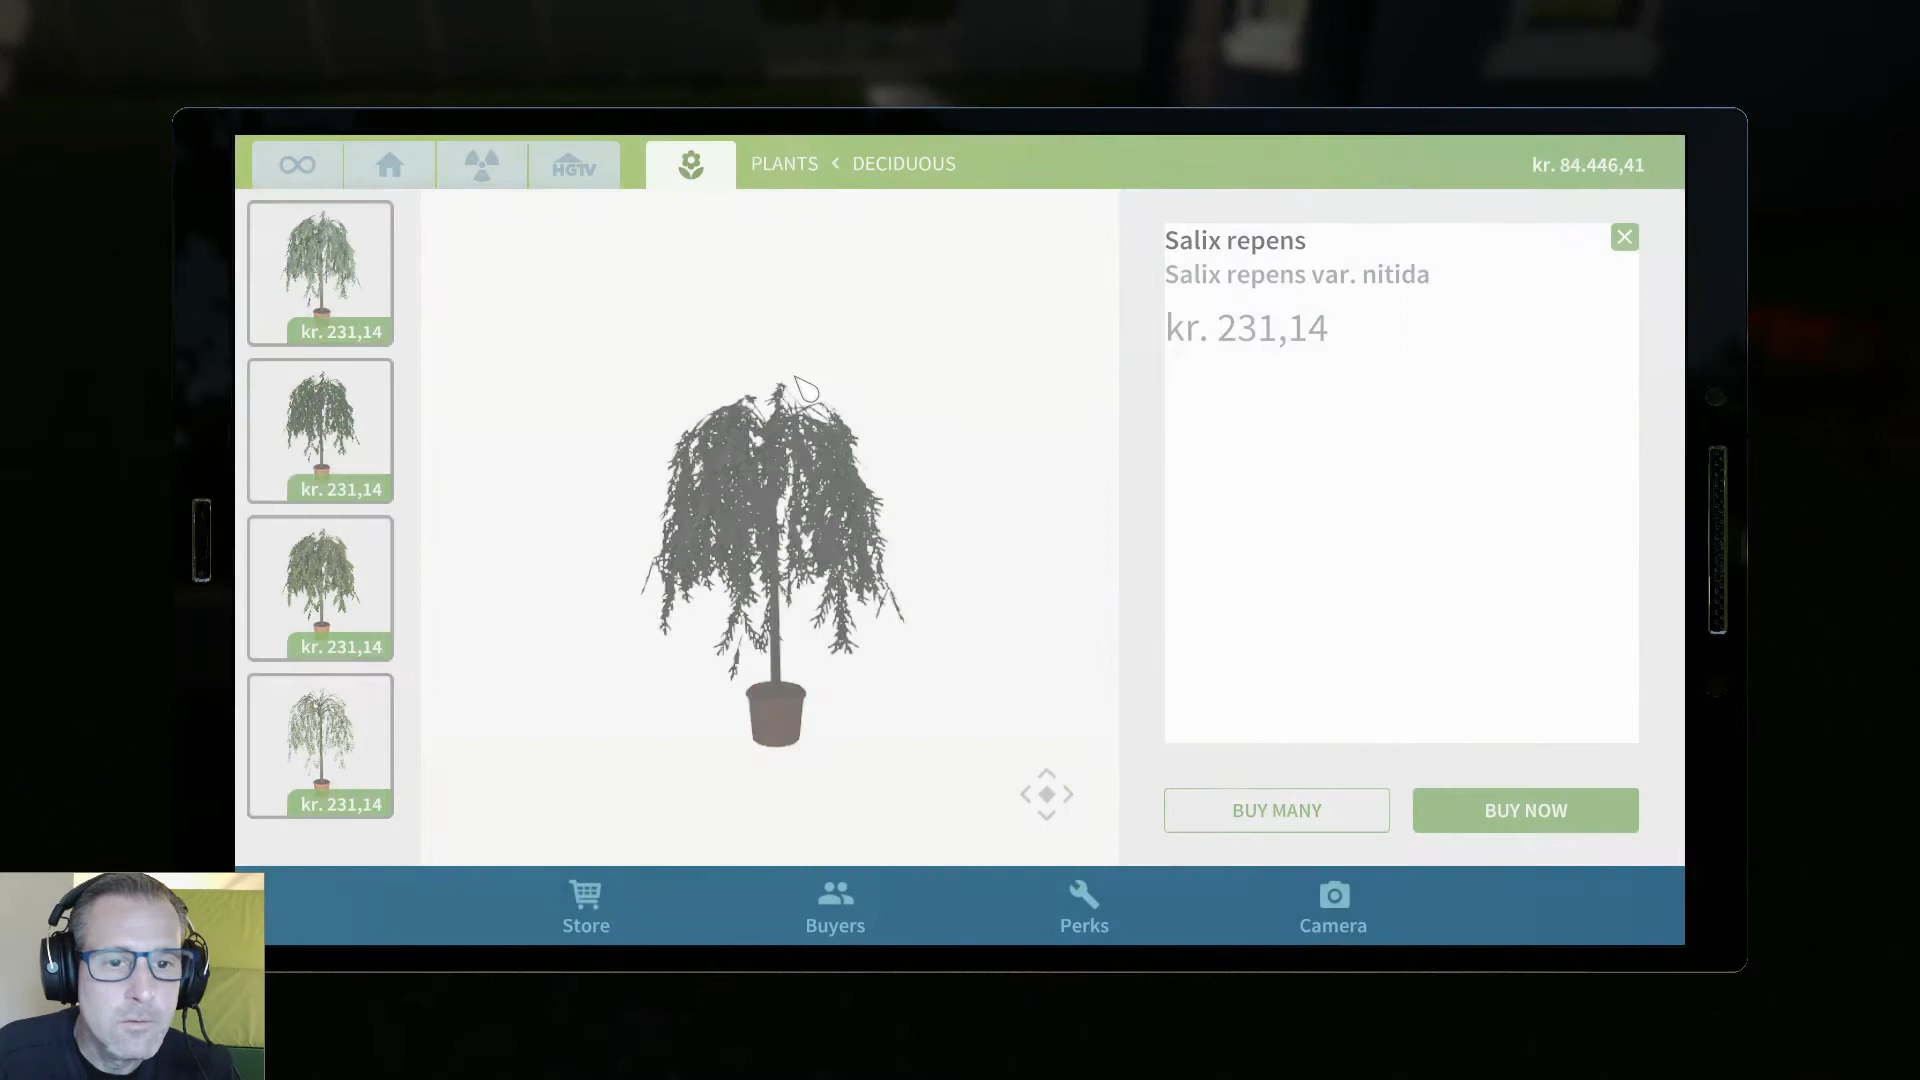 HGTV
PLANTS < DECIDUOUS
kr. 84.446,41
kr. 231,14
kr. 231,14
kr. 231,14
kr. 231,14
Salix repens
Salix repens var. nitida
kr. 231,14
BUY MANY
BUY NOW
Store
Buyers
Perks
Camera